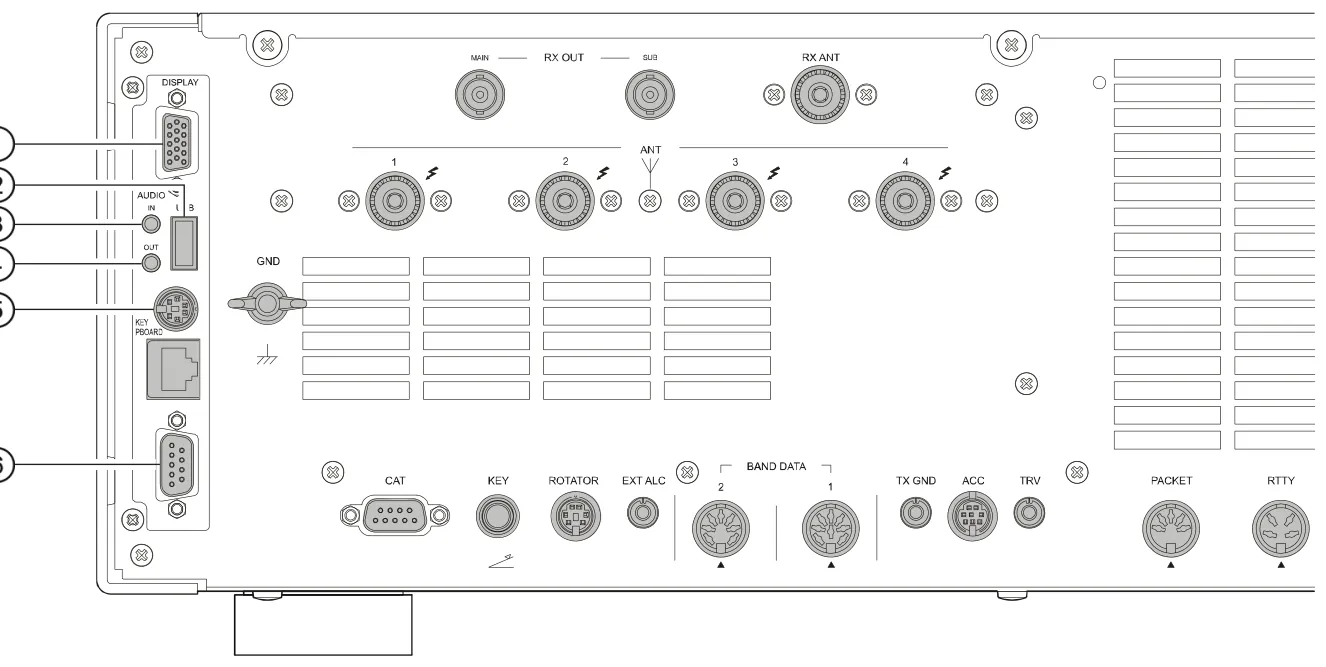 MAIN RX OUT SUB RX ANT
DISPLAY
ANT
1 2 3 4
AUDIO
IN B
OUT
GND
KEY
PBOARD
BAND DATA
CAT KEY ROTATOR EXT ALC 2 1 TX GND ACC TRV PACKET RTTY